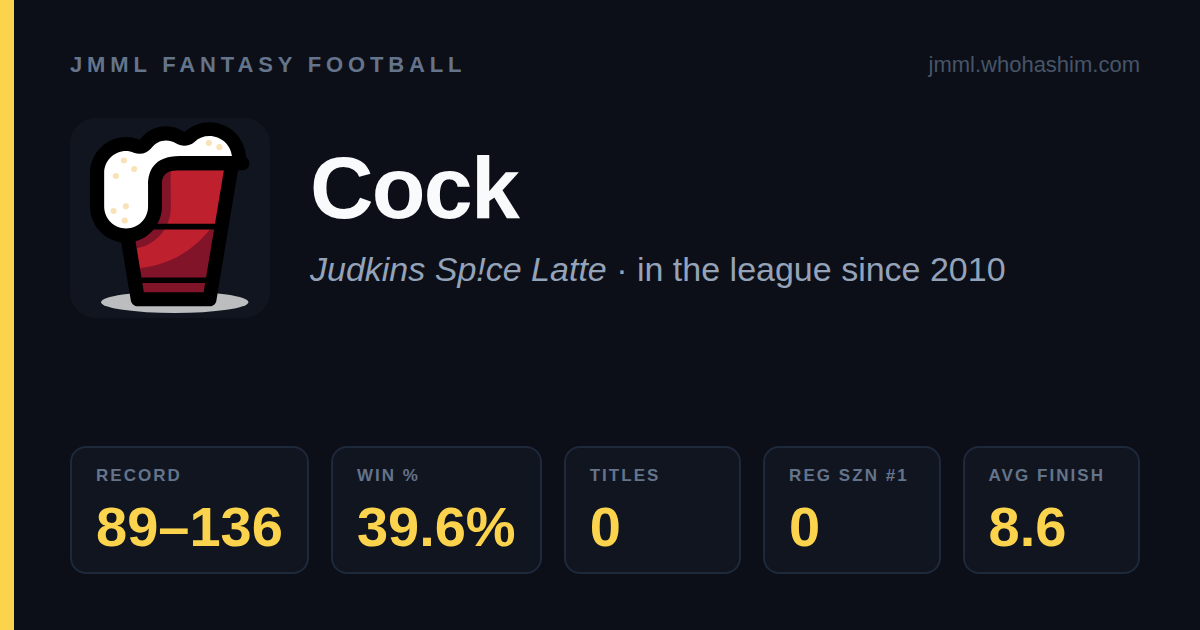 JMML FANTASY FOOTBALL
jmml.whohashim.com
Cock
Judkins Sp!ce Latte · in the league since 2010
RECORD
89–136
WIN %
39.6%
TITLES
0
REG SZN #1
0
AVG FINISH
8.6